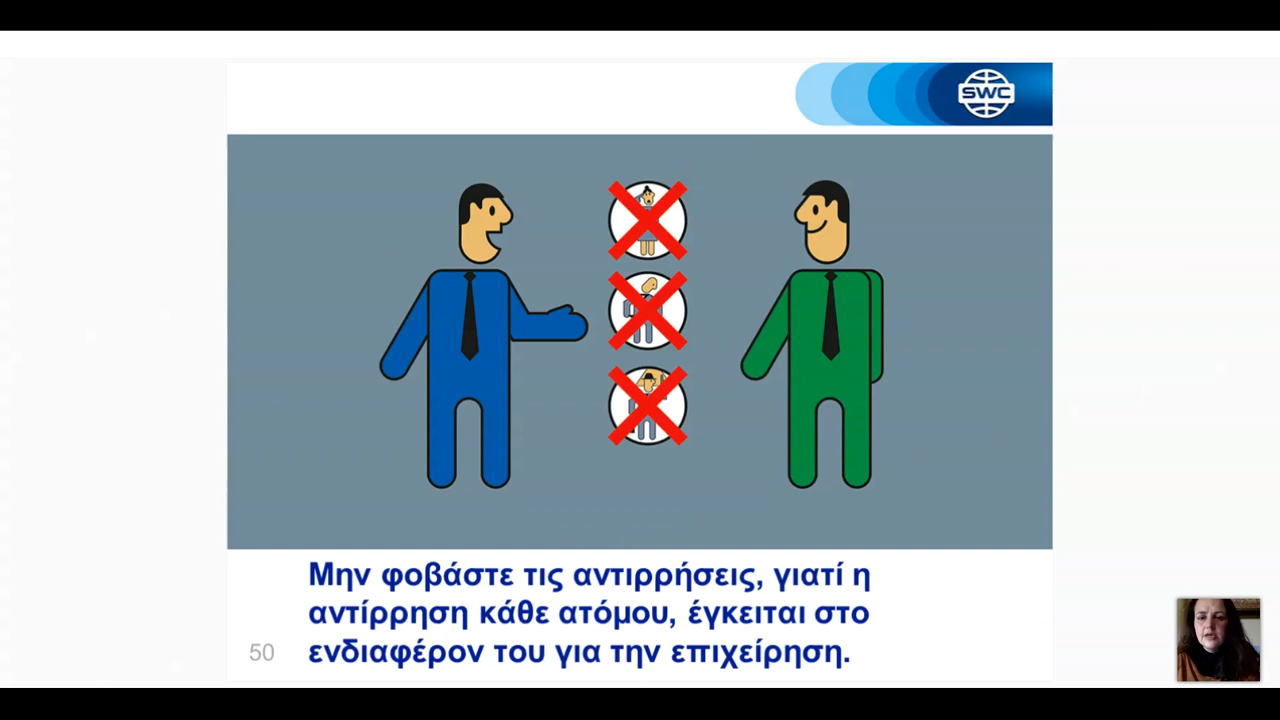 SWC
Μην φοβάστε τις αντιρρήσεις, γιατί η
αντίρρηση κάθε ατόμου, έγκειται στο
ενδιαφέρον του για την επιχείρηση.
50